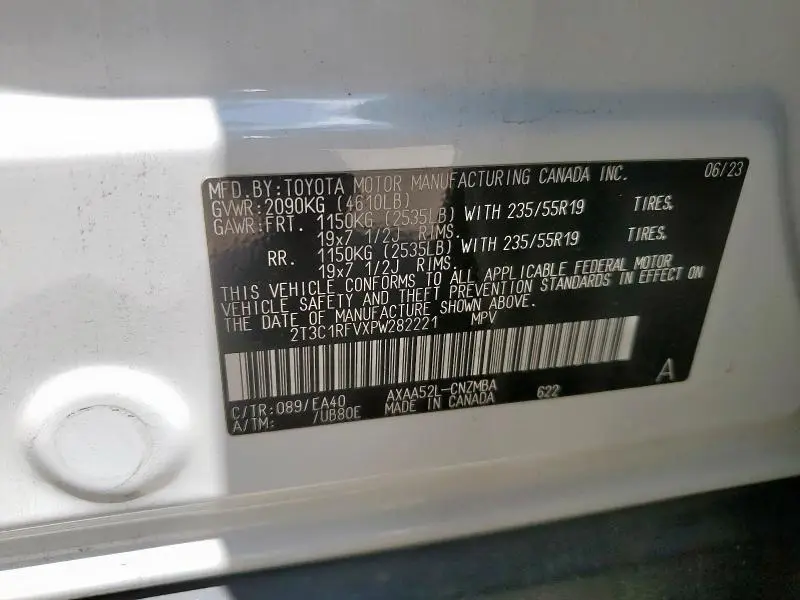 MFD.BY:TOYOTA MOTOR MANUFACTURING CANADA INC. 06/23
GVWR:2090KG (4610LB)
GAWR:FRT. 1150KG (2535LB) WITH 235/55R19 TIRES,
19x7 1/2J RIMS.
RR. 1150KG (2535LB) WITH 235/55R19 TIRES,
19x7 1/2J RIMS.
THIS VEHICLE CONFORMS TO ALL APPLICABLE FEDERAL MOTOR
VEHICLE SAFETY AND THEFT PREVENTION STANDARDS IN EFFECT ON
THE DATE OF MANUFACTURE SHOWN ABOVE.
2T3C1RFVXPW282221 MPV
C/TR:089/EA40 AXAA52L-CNZMBA 622 A
A/TM: /UB80E MADE IN CANADA